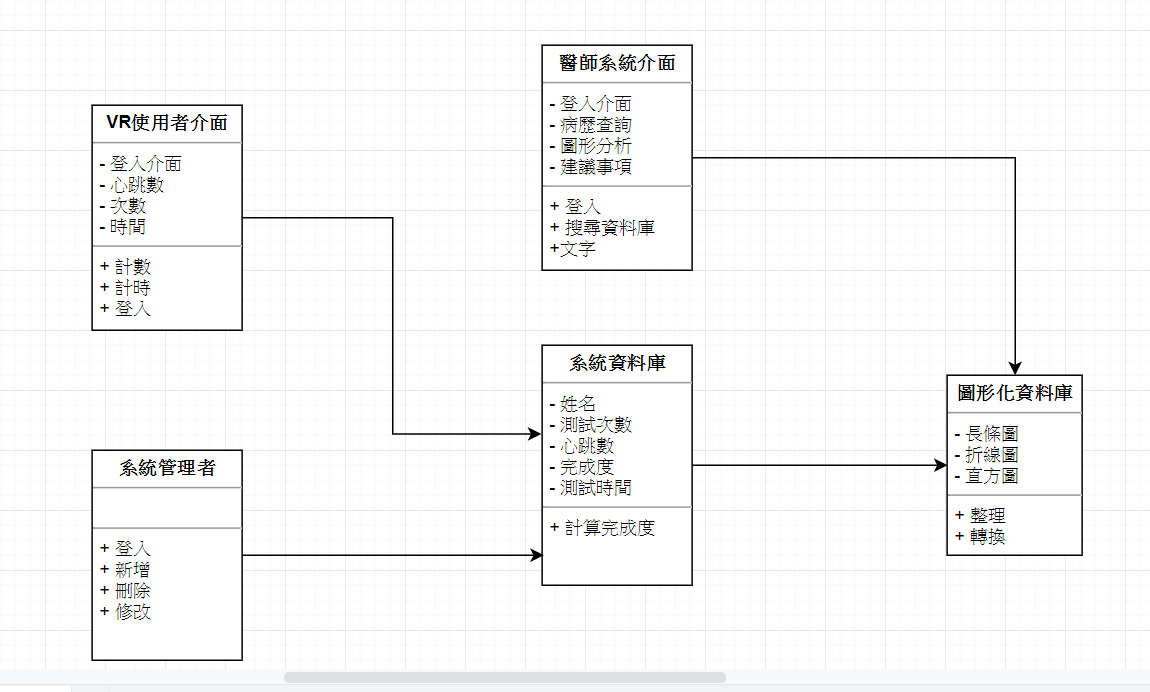 醫師系統介面
- 登入介面
- 病歷查詢
- 圖形分析
- 建議事項
+ 登入
+ 搜尋資料庫
+文字
VR使用者介面
- 登入介面
- 心跳數
- 次數
- 時間
+ 計數
+ 計時
+ 登入
系統資料庫
- 姓名
- 測試次數
- 心跳數
- 完成度
- 測試時間
+ 計算完成度
圖形化資料庫
- 長條圖
- 折線圖
- 直方圖
+ 整理
+ 轉換
系統管理者
+ 登入
+ 新增
+ 刪除
+ 修改